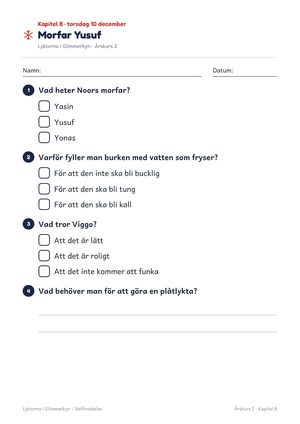 Kapitel 8 · torsdag 10 december
Morfar Yusuf
Lyktorna i Glimmerbyn · Årskurs 2
Namn:
Datum:
1 Vad heter Noors morfar?
Yasin
Yusuf
Yonas
2 Varför fyller man burken med vatten som fryser?
För att den inte ska bli bucklig
För att den ska bli tung
För att den ska bli kall
3 Vad tror Viggo?
Att det är lätt
Att det är roligt
Att det inte kommer att funka
4 Vad behöver man för att göra en plåtlykta?
Lyktorna i Glimmerbyn – läsförståelse
Årskurs 2 · Kapitel 8